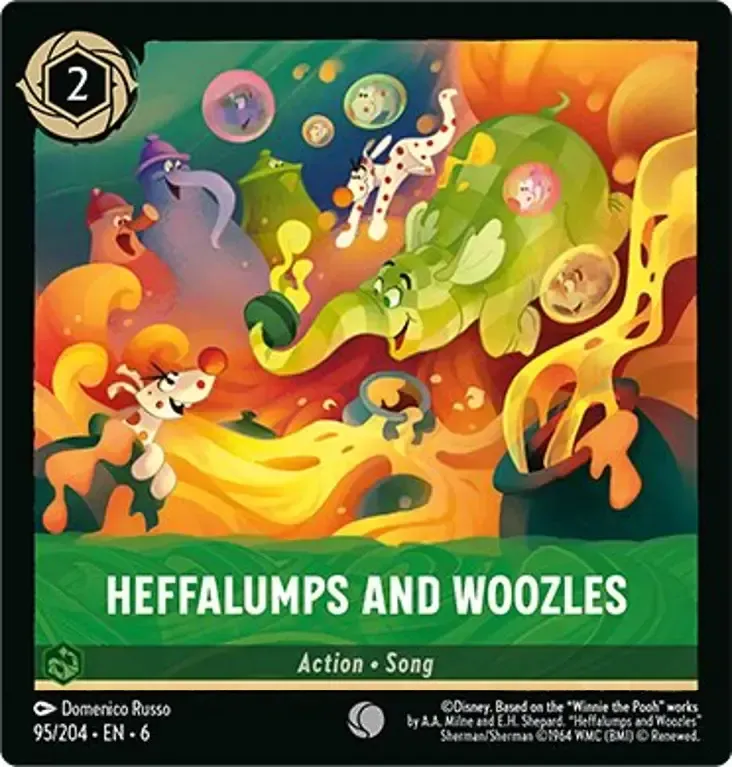 2
HEFFALUMPS AND WOOZLES
Action • Song
Domenico Russo
95/204 • EN • 6
©Disney. Based on the "Winnie the Pooh" works
by A.A. Milne and E.H. Shepard. "Heffalumps and Woozles"
Sherman/Sherman ©1964 WMC (BMI) © Renewed.